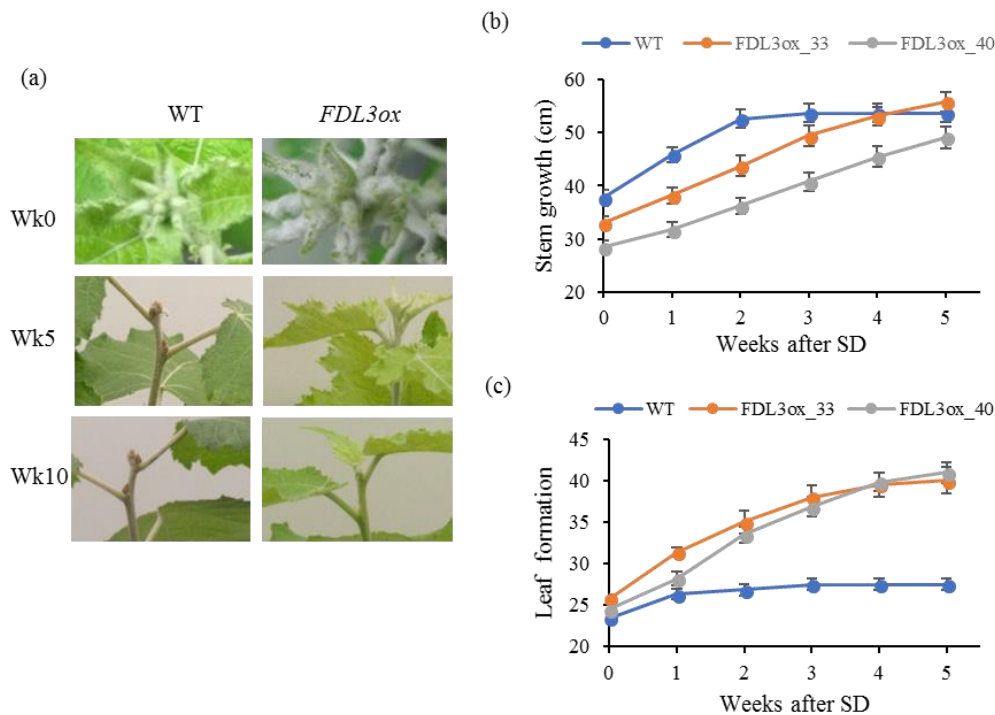 (a)
WT FDL3ox
Wk0
Wk5
Wk10
(b)
WT FDL3ox_33 FDL3ox_40
Stem growth (cm)
60
50
40
30
20
0 1 2 3 4 5
Weeks after SD
(c)
WT FDL3ox_33 FDL3ox_40
Leaf formation
45
40
35
30
25
20
0 1 2 3 4 5
Weeks after SD